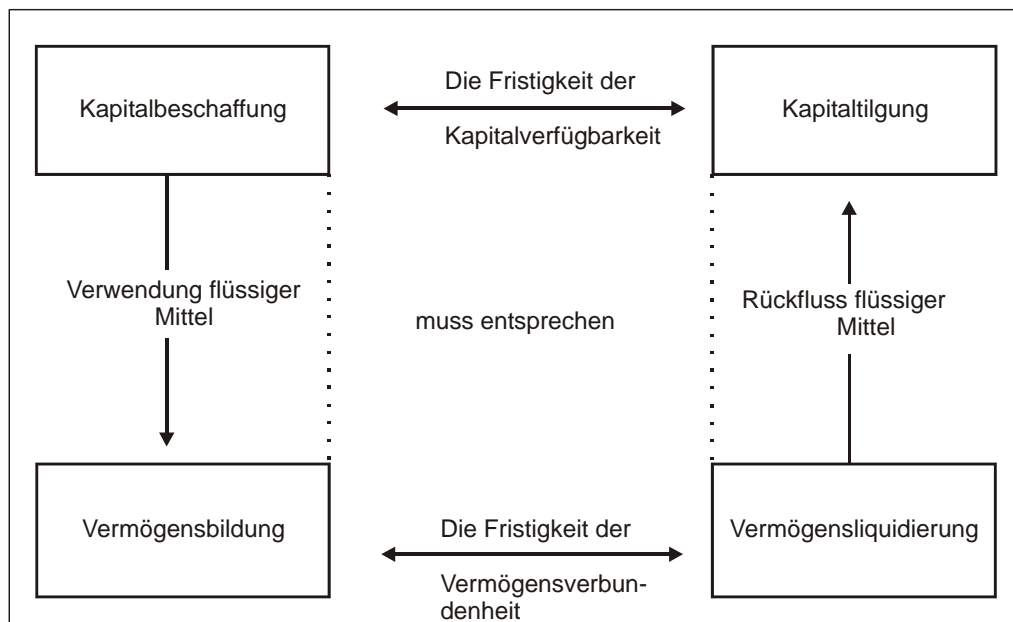 Die Fristigkeit der
Kapitalbeschaffung
Kapitaltilgung
Kapitalverfügbarkeit
Verwendung flüssiger
Mittel
muss entsprechen
Rückfluss flüssiger
Mittel
Vermögensbildung
Die Fristigkeit der
Vermögensliquidierung
Vermögensverbun-
denheit